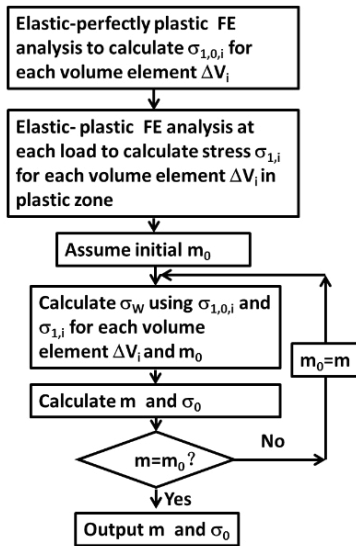 Elastic-perfectly plastic FE
analysis to calculate σ1,0,i for
each volume element ΔVi
Elastic- plastic FE analysis at
each load to calculate stress σ1,i
for each volume element ΔVi in
plastic zone
Assume initial m0
Calculate σW using σ1,0,i and
σ1,i for each volume
element ΔVi and m0
m0=m
Calculate m and σ0
m=m0?
No
Yes
Output m and σ0